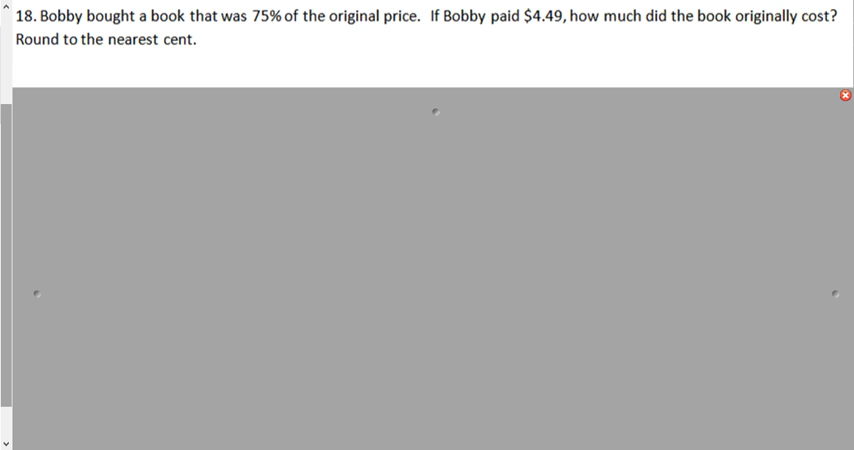 18. Bobby bought a book that was 75% of the original price.  If Bobby paid $4.49, how much did the book originally cost?
Round to the nearest cent.